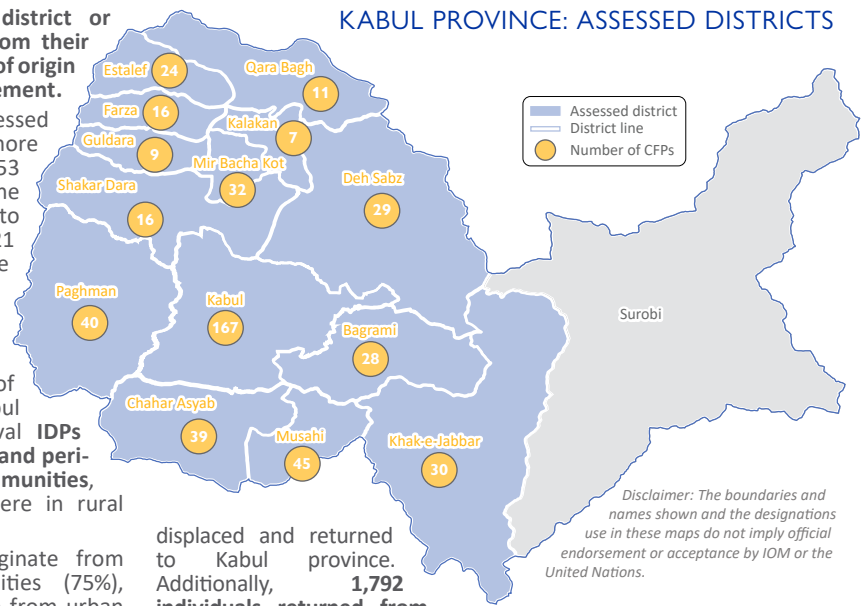 KABUL PROVINCE: ASSESSED DISTRICTS
district or
om their
of origin
ement.
essed
more
53
ne
to
21
e
of
oul
val IDPs
and peri-
munities,
ere in rural
ginate from
ities (75%),
from urban
displaced and returned
to Kabul province.
Additionally, 1,792
individuals returned from
Assessed district
District line
Number of CFPs
Estalef
24
Qara Bagh
11
Farza
16
Kalakan
7
Guldara
9
Mir Bacha Kot
32
Shakar Dara
16
Deh Sabz
29
Paghman
40
Kabul
167
Bagrami
28
Surobi
Chahar Asyab
39
Musahi
45
Khak-e-Jabbar
30
Disclaimer: The boundaries and
names shown and the designations
use in these maps do not imply official
endorsement or acceptance by IOM or the
United Nations.